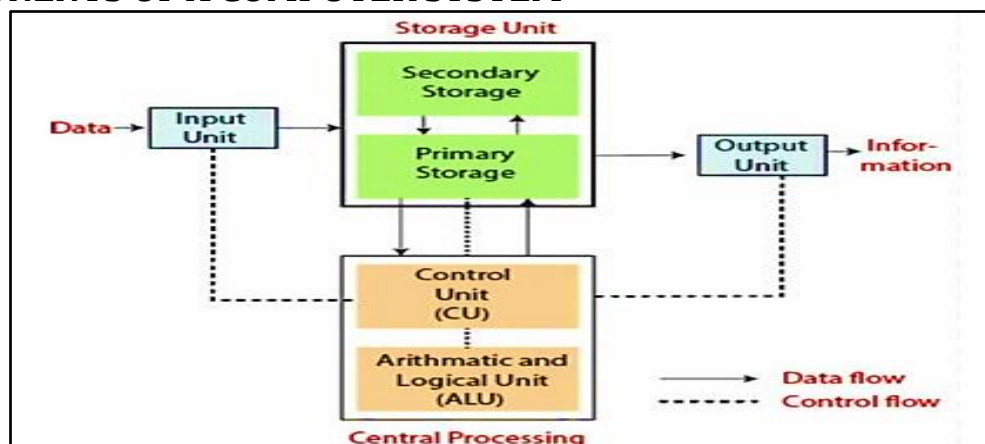 Storage Unit
Secondary
Storage
Data
Input
Unit
Primary
Storage
Output
Unit
Infor-
mation
Control
Unit
(CU)
Arithmatic and
Logical Unit
(ALU)
Data flow
Control flow
Central Processing